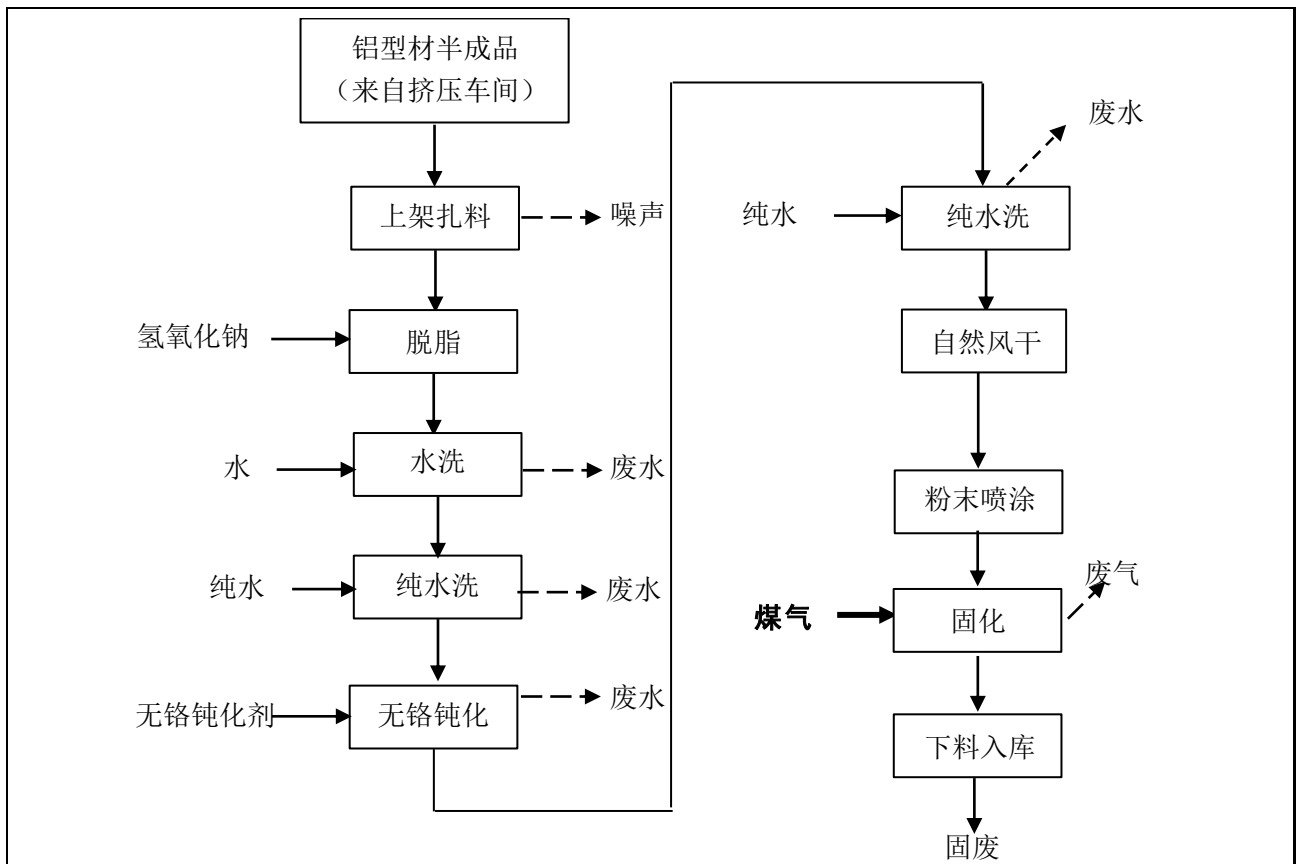 铝型材半成品
（来自挤压车间）
上架扎料
噪声
氢氧化钠
脱脂
水
水洗
废水
纯水
纯水洗
废水
无铬钝化剂
无铬钝化
废水
废水
纯水
纯水洗
自然风干
粉末喷涂
废气
煤气
固化
下料入库
固废